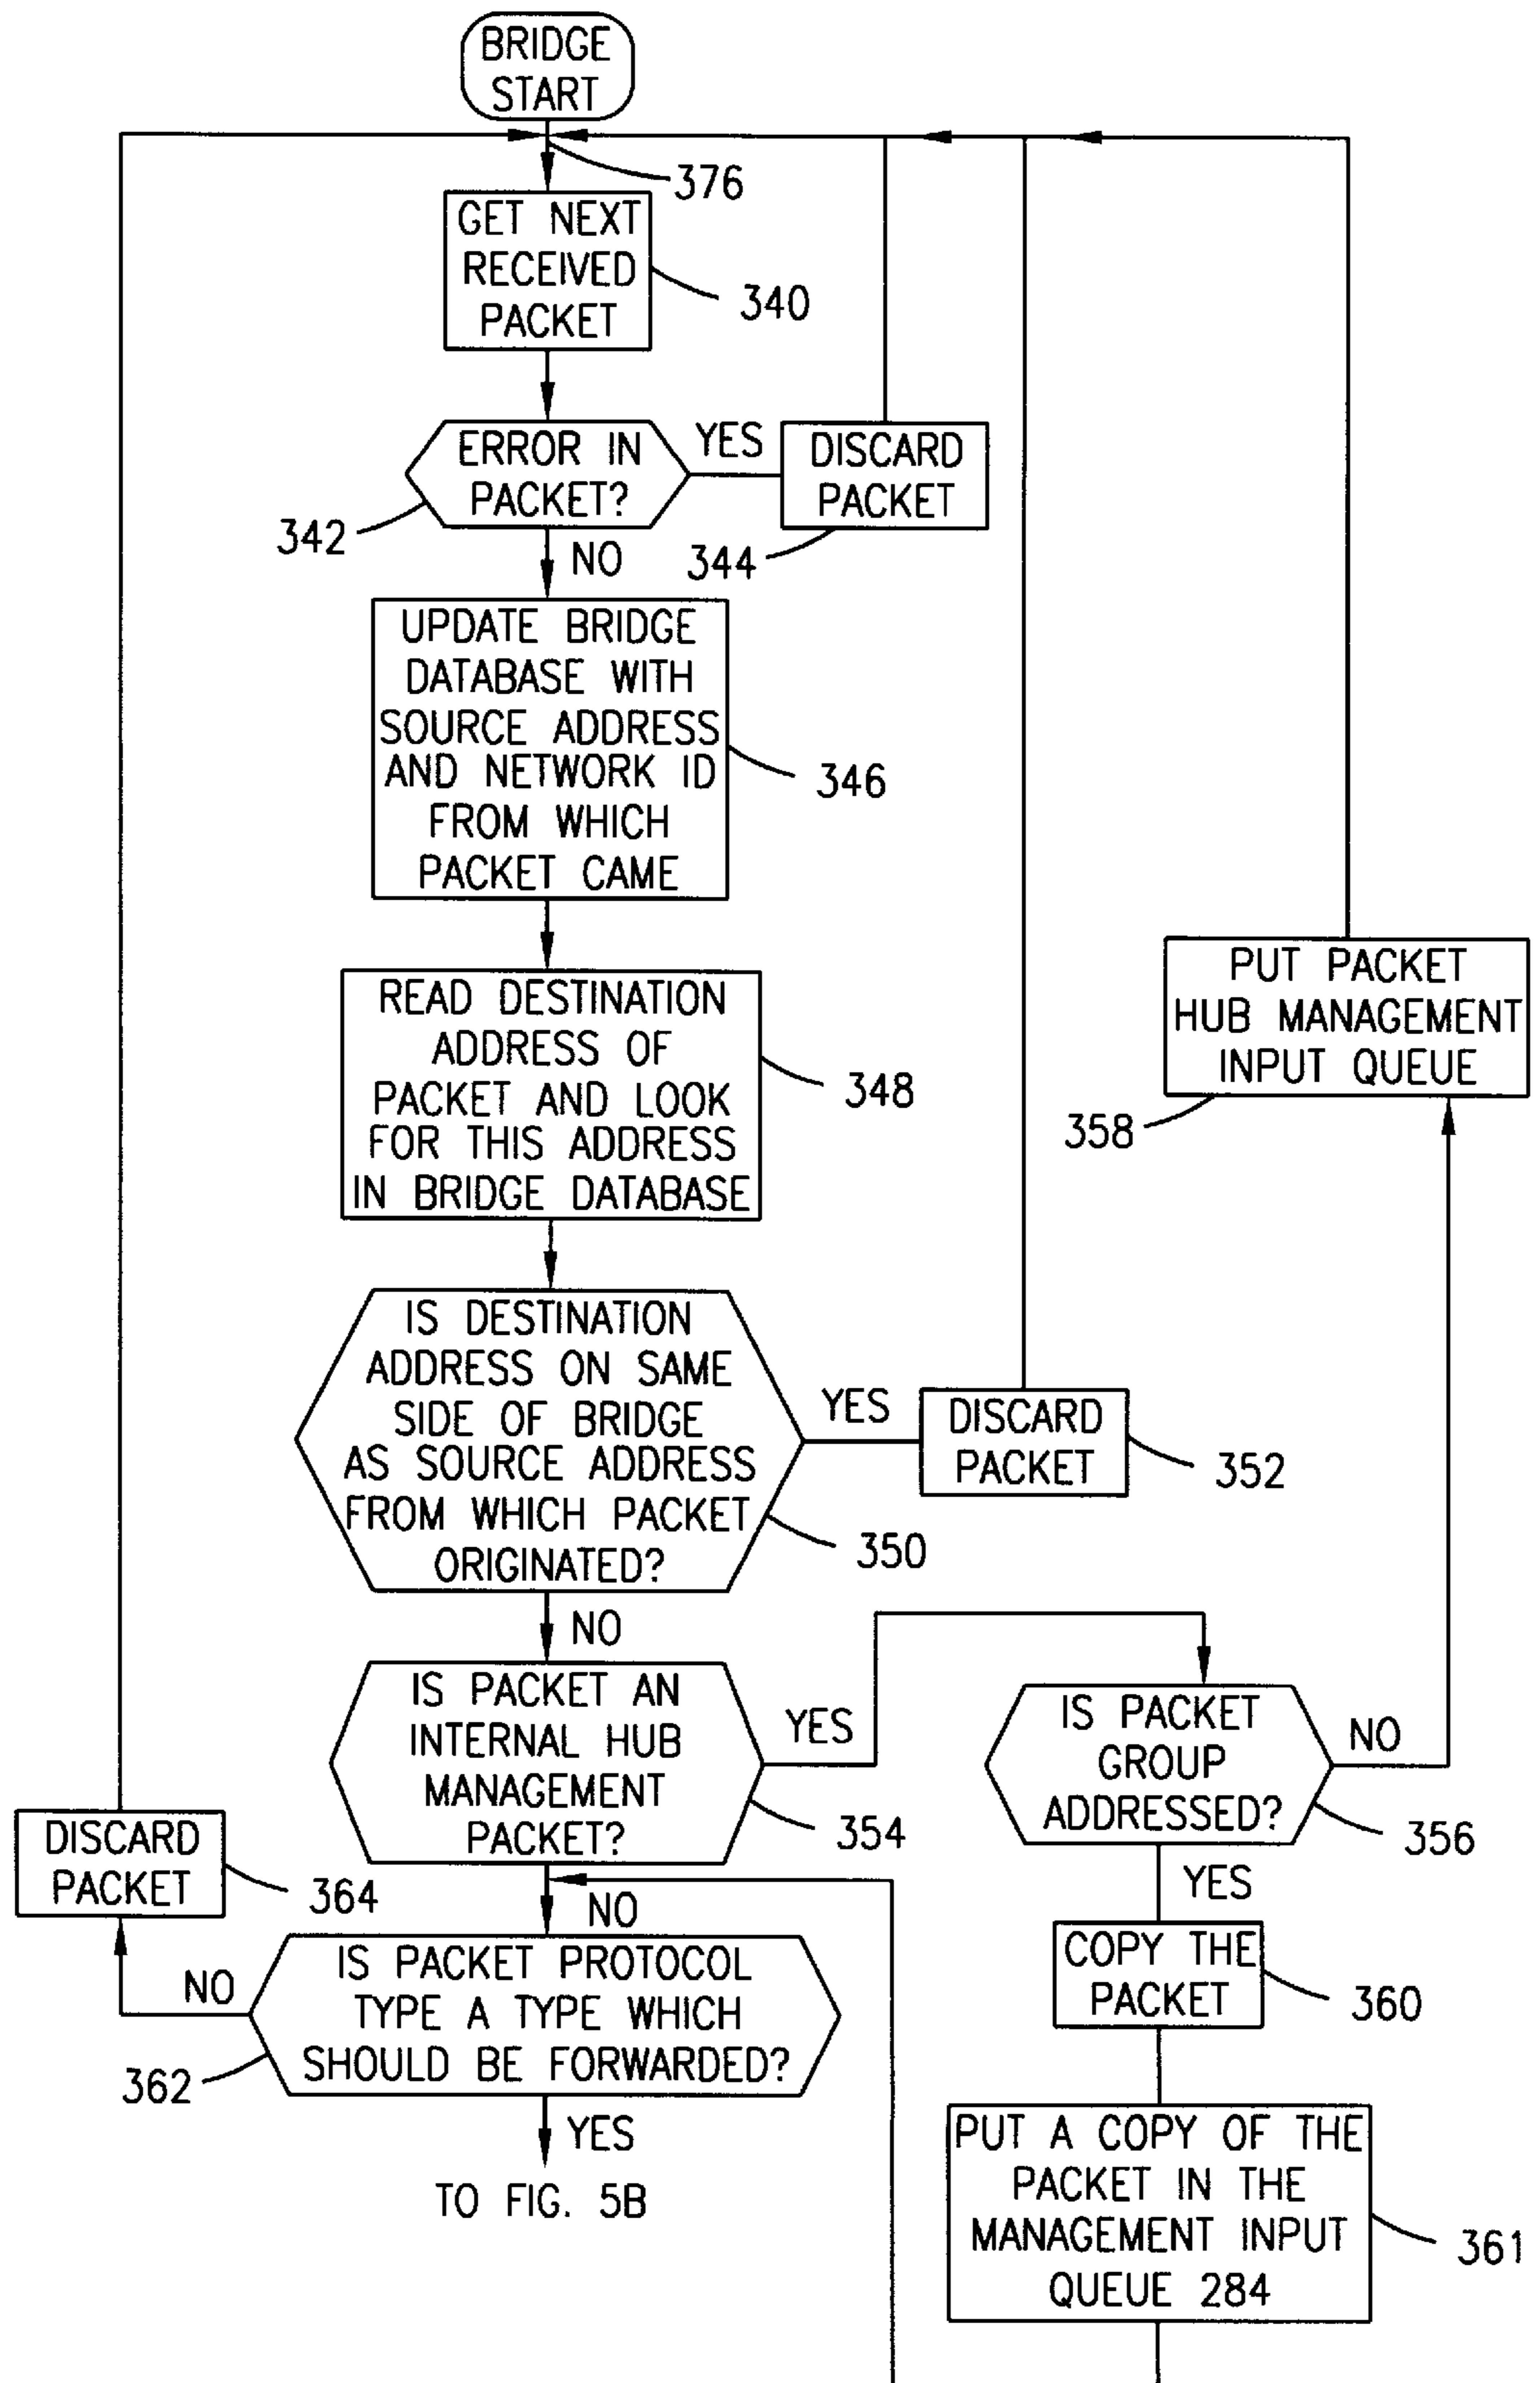 BRIDGE
START
376
GET NEXT
RECEIVED
PACKET
340
ERROR IN
PACKET?
342
YES
DISCARD
PACKET
344
NO
UPDATE BRIDGE
DATABASE WITH
SOURCE ADDRESS
AND NETWORK ID
FROM WHICH
PACKET CAME
346
READ DESTINATION
ADDRESS OF
PACKET AND LOOK
FOR THIS ADDRESS
IN BRIDGE DATABASE
348
PUT PACKET
HUB MANAGEMENT
INPUT QUEUE
358
IS DESTINATION
ADDRESS ON SAME
SIDE OF BRIDGE
AS SOURCE ADDRESS
FROM WHICH PACKET
ORIGINATED?
350
YES
DISCARD
PACKET
352
NO
IS PACKET AN
INTERNAL HUB
MANAGEMENT
PACKET?
354
YES
IS PACKET
GROUP
ADDRESSED?
356
NO
DISCARD
PACKET
364
NO
YES
COPY THE
PACKET
360
IS PACKET PROTOCOL
TYPE A TYPE WHICH
SHOULD BE FORWARDED?
362
NO
YES
TO FIG. 5B
PUT A COPY OF THE
PACKET IN THE
MANAGEMENT INPUT
QUEUE 284
361